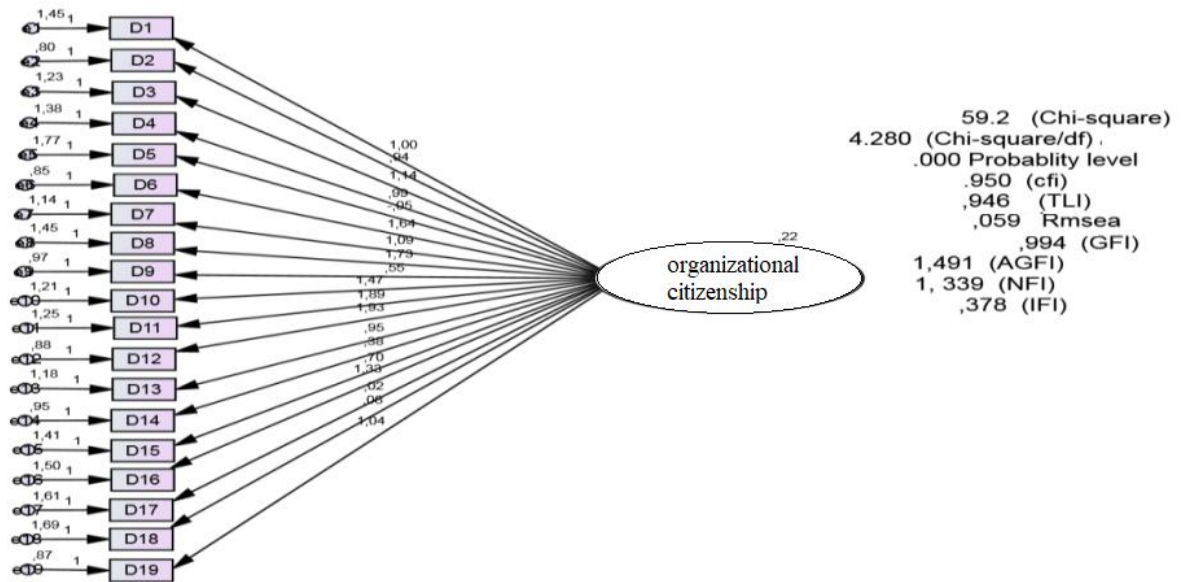 1,45 1 D1
,80 1 D2
1,23 1 D3
1,38 1 D4
1,77 1 D5
,85 1 D6
1,14 1 D7
1,45 1 D8
,97 1 D9
1,21 1 D10
1,25 1 D11
,88 1 D12
1,18 1 D13
,95 1 D14
1,41 1 D15
1,50 1 D16
1,61 1 D17
1,69 1 D18
,87 1 D19
1,00
,94
1,14
,99
-,95
1,64
1,09
1,73
,55
1,47
1,89
1,93
,95
,38
,70
1,33
,02
,08
1,04
,22
organizational
citizenship
59.2 (Chi-square)
4.280 (Chi-square/df) .
.000 Probablity level
.950 (cfi)
,946 (TLI)
,059 Rmsea
,994 (GFI)
1,491 (AGFI)
1, 339 (NFI)
,378 (IFI)